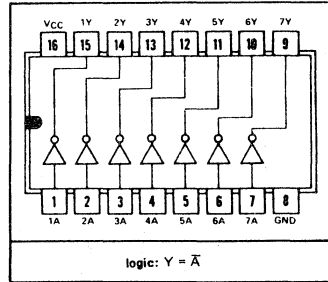 VCC 1Y 2Y 3Y 4Y 5Y 6Y 7Y
16 15 14 13 12 11 10 9
1 2 3 4 5 6 7 8
1A 2A 3A 4A 5A 6A 7A GND
logic: Y = A̅